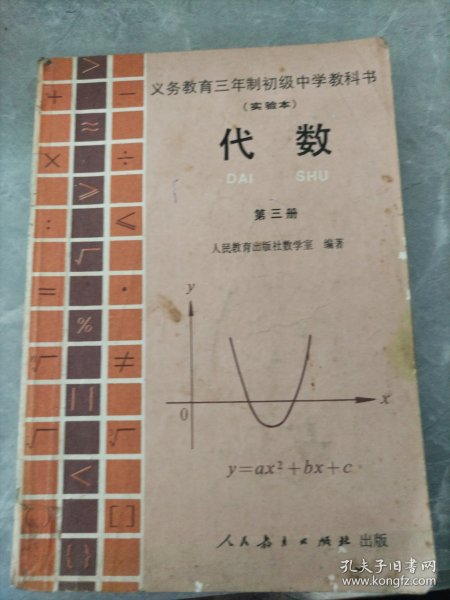 义务教育三年制初级中学教科书
(实验本)
代 数
DAI SHU
第三册
人民教育出版社数学室 编著
y
0
x
y=ax²+bx+c
人民教育出版社 出版
> 
+ −
≈
× ÷
⩾
: ⩽
√
= ·
%
√ ≠
| |
√ √
<
( ) [ ]
{ }
孔夫子旧书网
kongfz.com